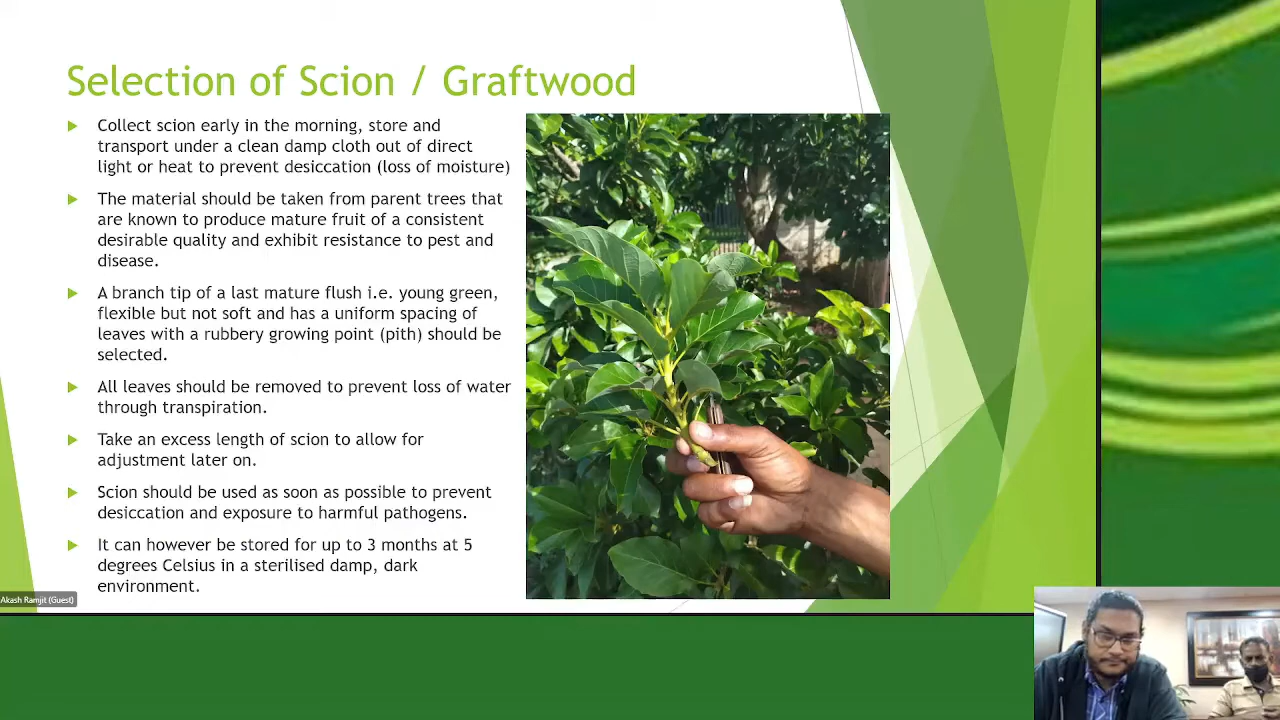 Selection of Scion / Graftwood
Collect scion early in the morning, store and
transport under a clean damp cloth out of direct
light or heat to prevent desiccation (loss of moisture)
The material should be taken from parent trees that
are known to produce mature fruit of a consistent
desirable quality and exhibit resistance to pest and
disease.
A branch tip of a last mature flush i.e. young green,
flexible but not soft and has a uniform spacing of
leaves with a rubbery growing point (pith) should be
selected.
All leaves should be removed to prevent loss of water
through transpiration.
Take an excess length of scion to allow for
adjustment later on.
Scion should be used as soon as possible to prevent
desiccation and exposure to harmful pathogens.
It can however be stored for up to 3 months at 5
degrees Celsius in a sterilised damp, dark
environment.
Akash Ramjit (Guest)